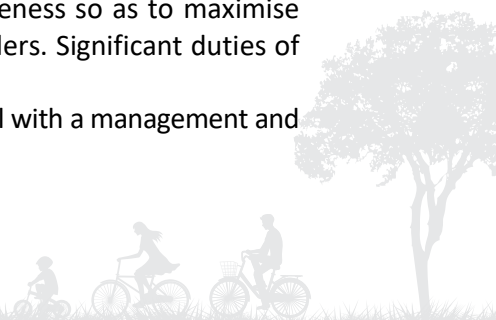 eness so as to maximise
ders. Significant duties of
d with a management and